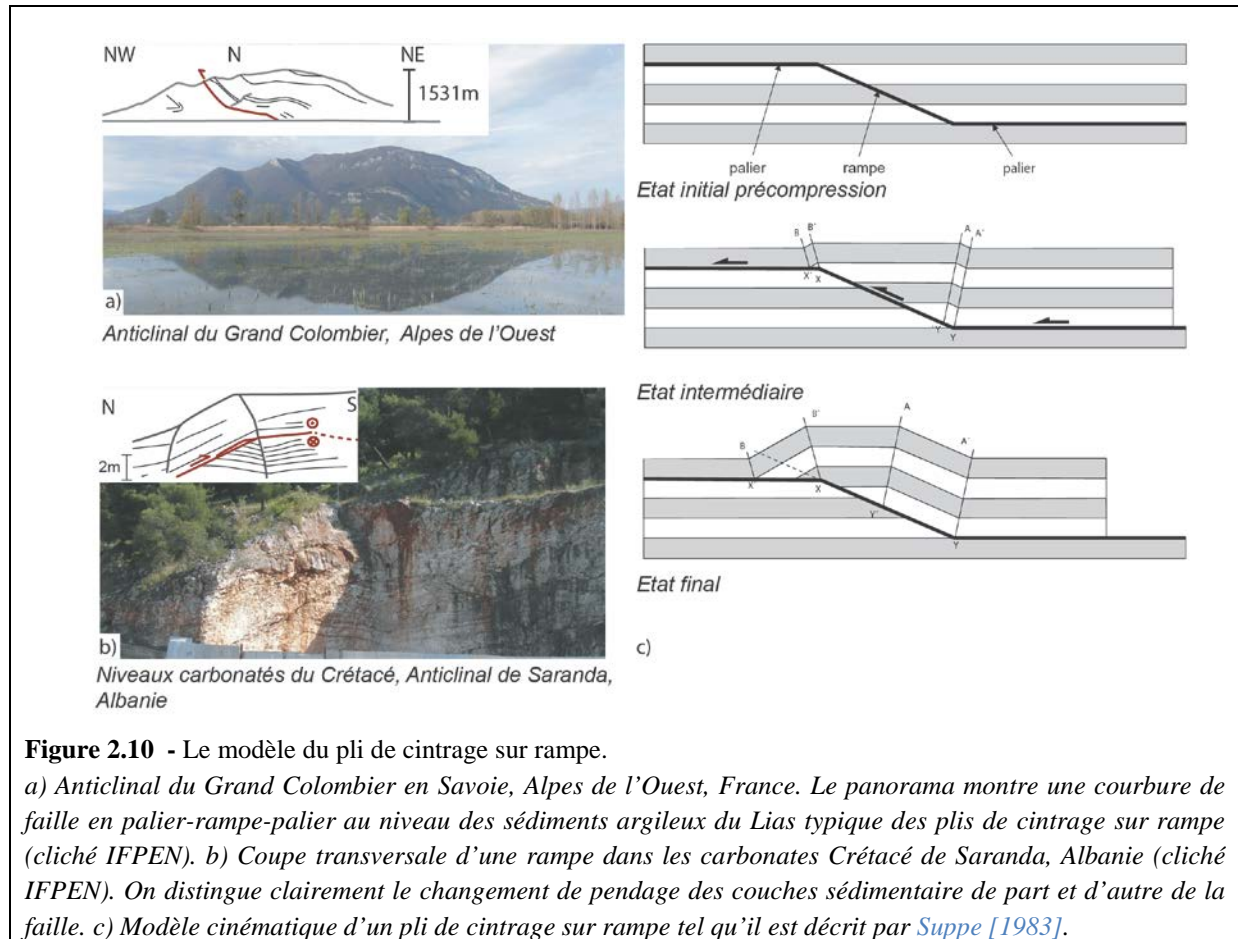 NW N NE
1531m
a)
Anticlinal du Grand Colombier, Alpes de l'Ouest
N S
2m
b)
Niveaux carbonatés du Crétacé, Anticlinal de Saranda,
Albanie
palier rampe palier
Etat initial précompression
B B' A A'
X' X
Y' Y
Etat intermédiaire
B B' A A'
X' X
Y'
Y
Etat final
c)
Figure 2.10 - Le modèle du pli de cintrage sur rampe.
a) Anticlinal du Grand Colombier en Savoie, Alpes de l'Ouest, France. Le panorama montre une courbure de
faille en palier-rampe-palier au niveau des sédiments argileux du Lias typique des plis de cintrage sur rampe
(cliché IFPEN). b) Coupe transversale d'une rampe dans les carbonates Crétacé de Saranda, Albanie (cliché
IFPEN). On distingue clairement le changement de pendage des couches sédimentaire de part et d'autre de la
faille. c) Modèle cinématique d'un pli de cintrage sur rampe tel qu'il est décrit par Suppe [1983].